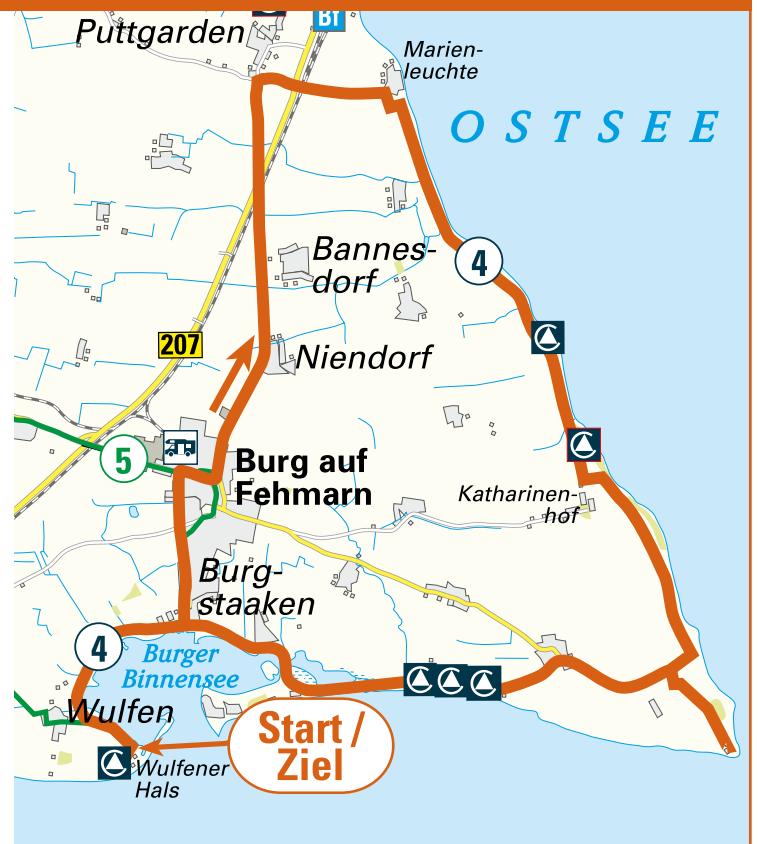 Puttgarden
B1
Marien-
leuchte
OSTSEE
Bannes-
dorf
4
207
Niendorf
5
Burg auf
Fehmarn
Katharinen-
hof
Burg-
staaken
4
Burger
Binnensee
Wulfen
Start /
Ziel
Wulfener
Hals